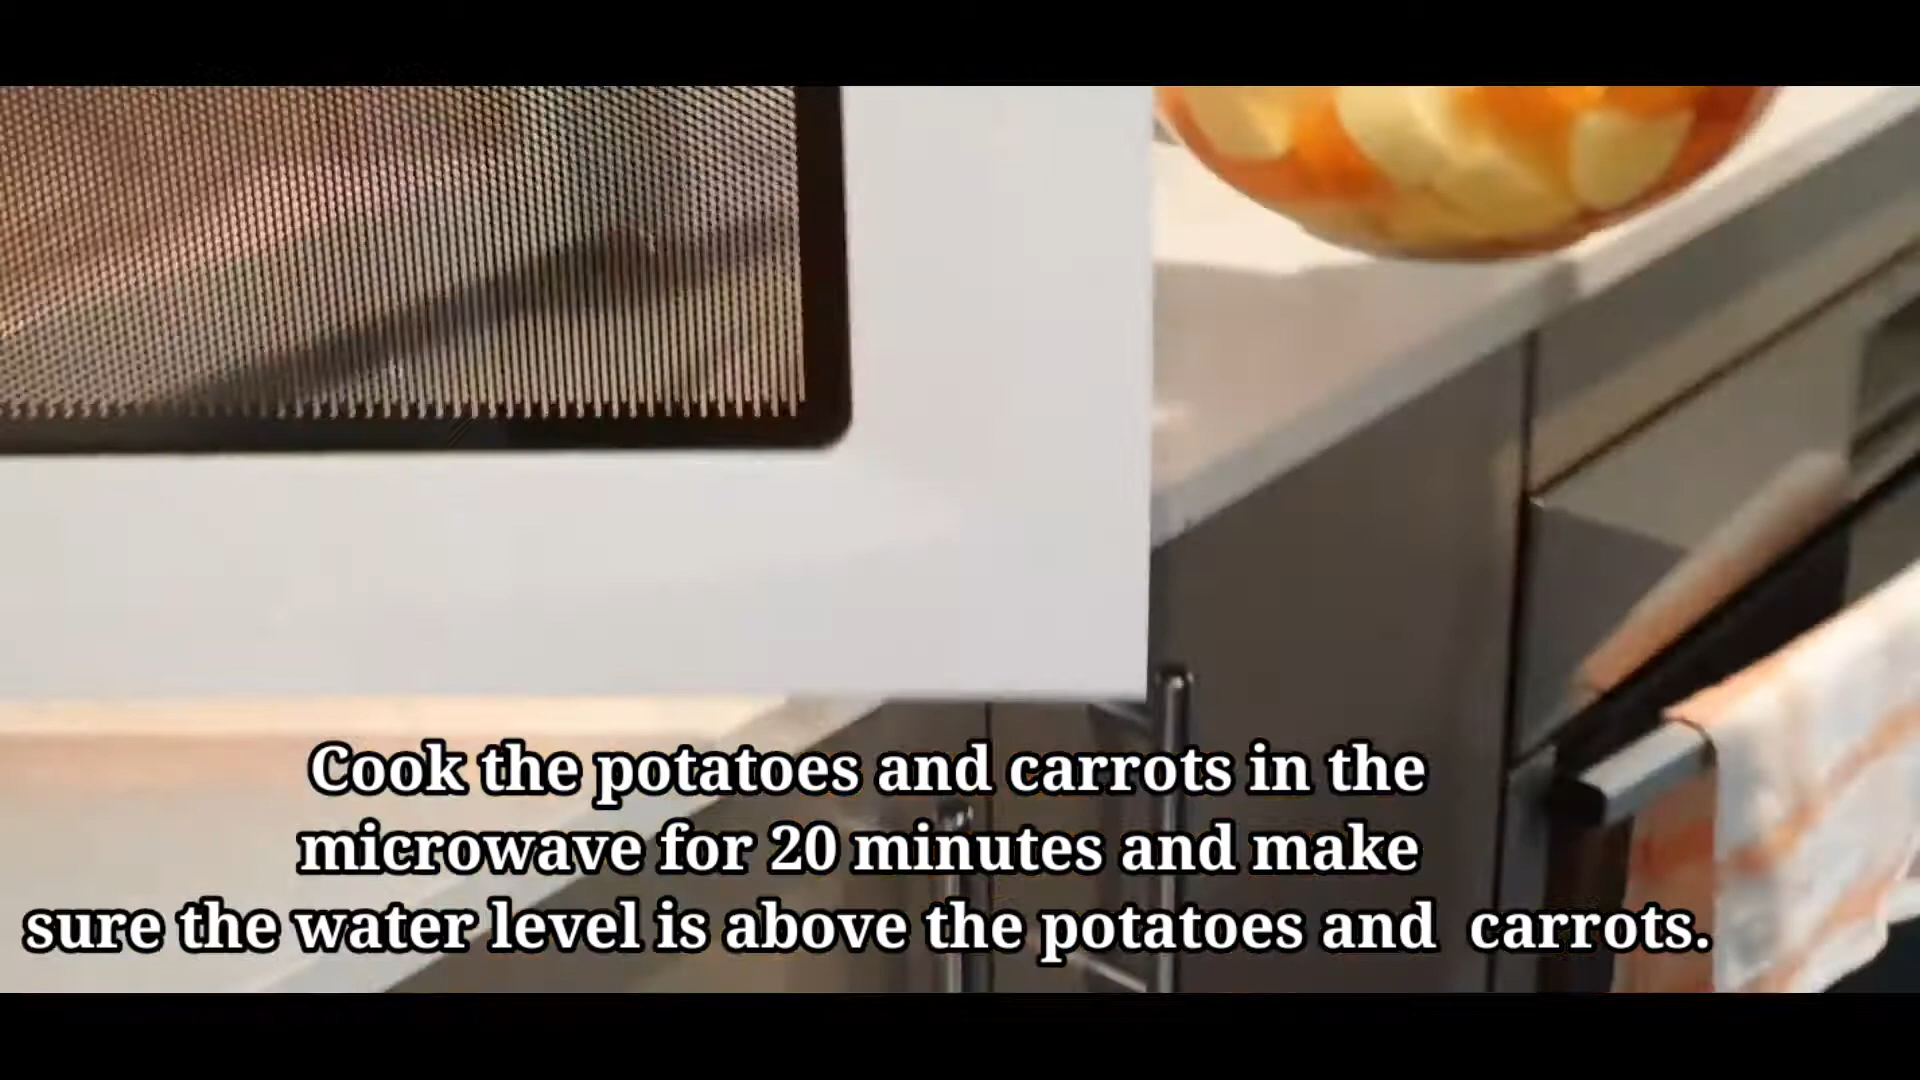 Cook the potatoes and carrots in the
microwave for 20 minutes and make
sure the water level is above the potatoes and  carrots.